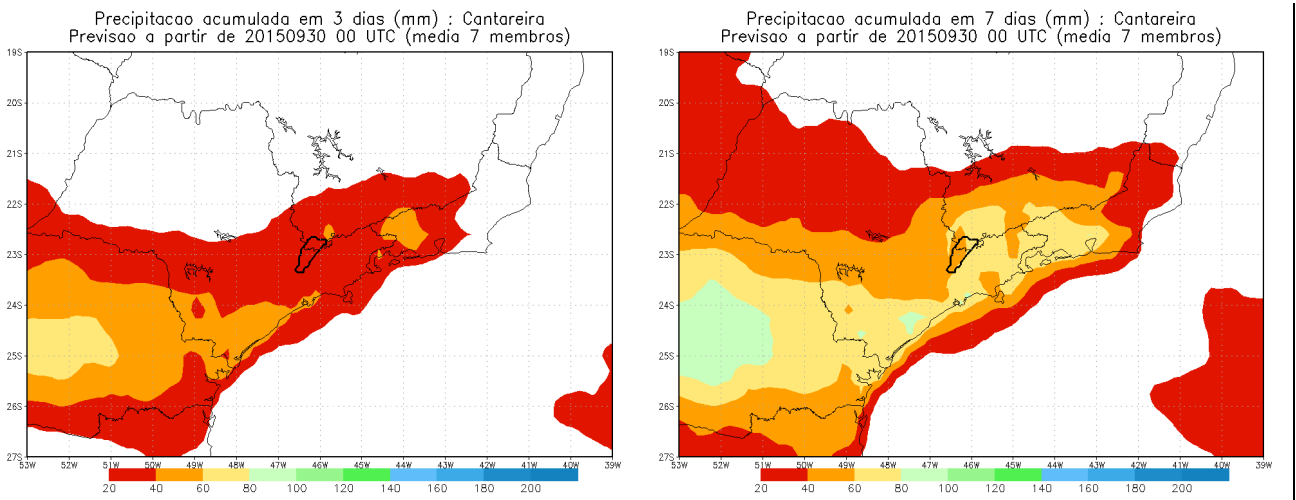 Precipitacao acumulada em 3 dias (mm) : Cantareira
Previsao a partir de 20150930 00 UTC (media 7 membros)
19S
20S
21S
22S
23S
24S
25S
26S
27S
53W 52W 51W 50W 49W 48W 47W 46W 45W 44W 43W 42W 41W 40W 39W
20 40 60 80 100 120 140 160 180 200
Precipitacao acumulada em 7 dias (mm) : Cantareira
Previsao a partir de 20150930 00 UTC (media 7 membros)
19S
20S
21S
22S
23S
24S
25S
26S
27S
53W 52W 51W 50W 49W 48W 47W 46W 45W 44W 43W 42W 41W 40W 39W
20 40 60 80 100 120 140 160 180 200